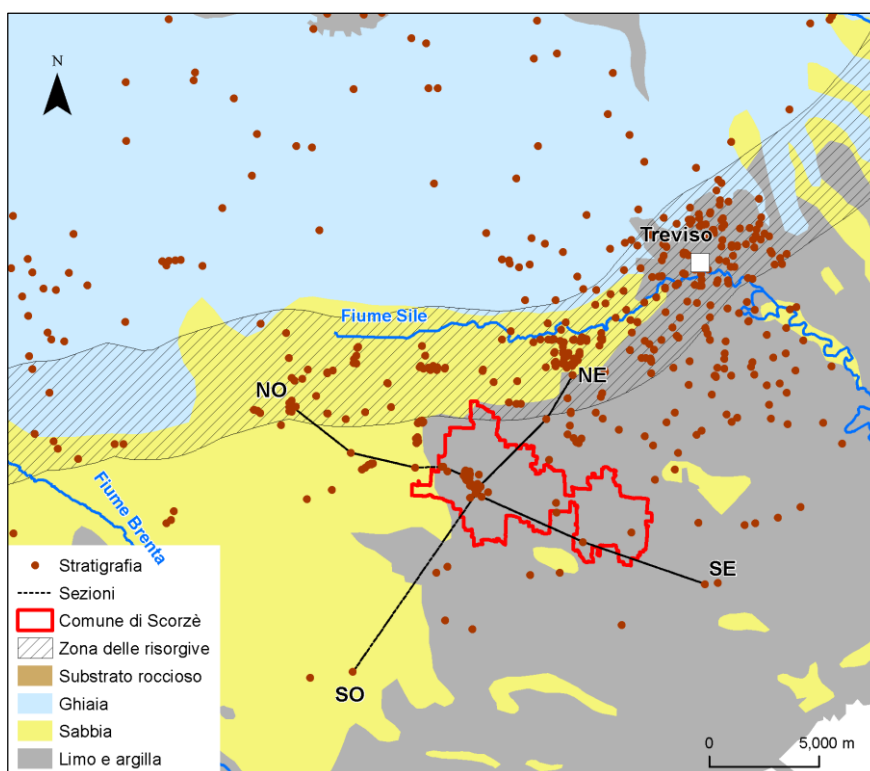 N
Treviso
Fiume Sile
NO
NE
Fiume Brenta
SE
SO
Stratigrafia
Sezioni
Comune di Scorzè
Zona delle risorgive
Substrato roccioso
Ghiaia
Sabbia
Limo e argilla
0 5,000 m